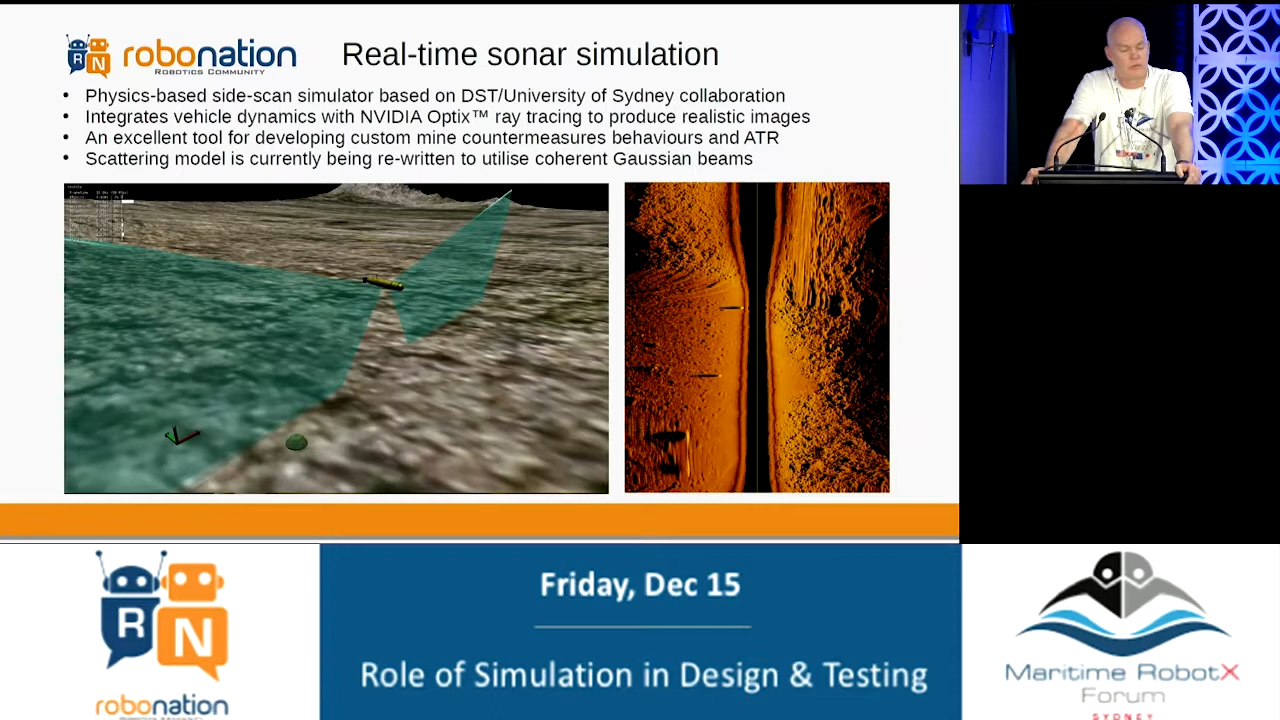 RN robonation
ROBOTICS COMMUNITY
Real-time sonar simulation
• Physics-based side-scan simulator based on DST/University of Sydney collaboration
• Integrates vehicle dynamics with NVIDIA Optix™ ray tracing to produce realistic images
• An excellent tool for developing custom mine countermeasures behaviours and ATR
• Scattering model is currently being re-written to utilise coherent Gaussian beams
Friday, Dec 15
Role of Simulation in Design & Testing
RN
robonation
Maritime RobotX
Forum
SYDNEY